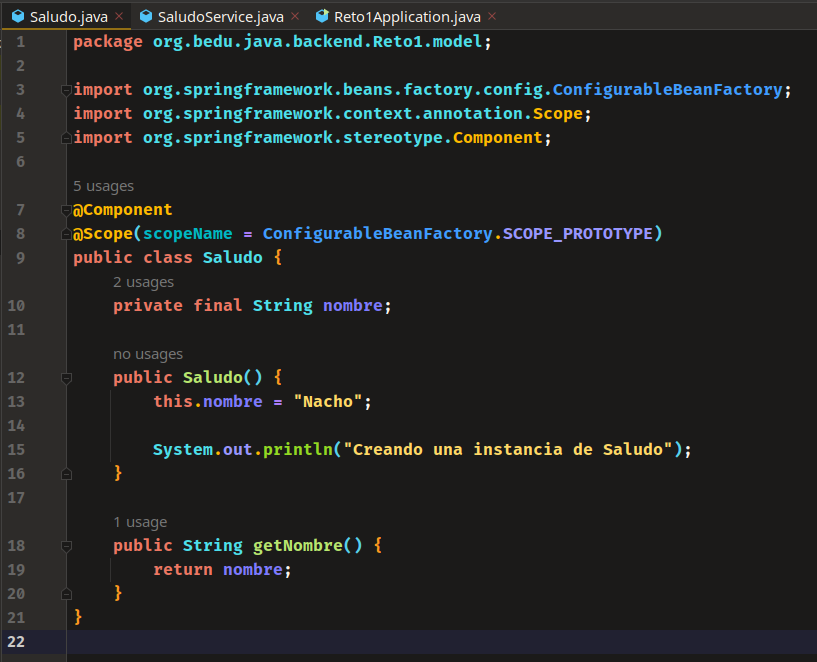 Saludo.java × SaludoService.java × Reto1Application.java ×
1 package org.bedu.java.backend.Reto1.model;
2
3 import org.springframework.beans.factory.config.ConfigurableBeanFactory;
4 import org.springframework.context.annotation.Scope;
5 import org.springframework.stereotype.Component;
6
5 usages
7 @Component
8 @Scope(scopeName = ConfigurableBeanFactory.SCOPE_PROTOTYPE)
9 public class Saludo {
2 usages
10 private final String nombre;
11
no usages
12 public Saludo() {
13 this.nombre = "Nacho";
14
15 System.out.println("Creando una instancia de Saludo");
16 }
17
1 usage
18 public String getNombre() {
19 return nombre;
20 }
21 }
22